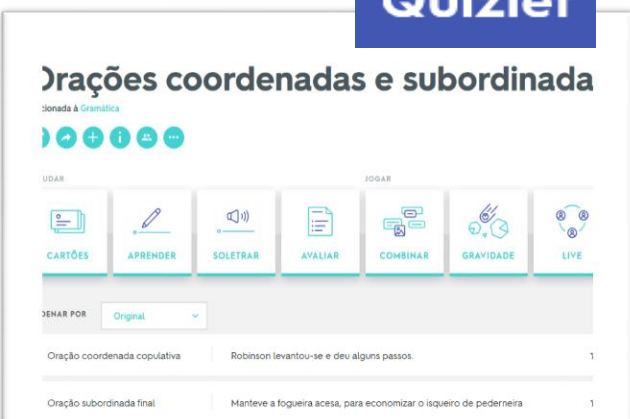 Quizlet
Orações coordenadas e subordinada
cionada à Gramática
UDAR
JOGAR
CARTÕES
APRENDER
SOLETRAR
AVALIAR
COMBINAR
GRAVIDADE
LIVE
DENAR POR
Original
Oração coordenada copulativa
Robinson levantou-se e deu alguns passos.
1
Oração subordinada final
Manteve a fogueira acesa, para economizar o isqueiro de pederneira
1